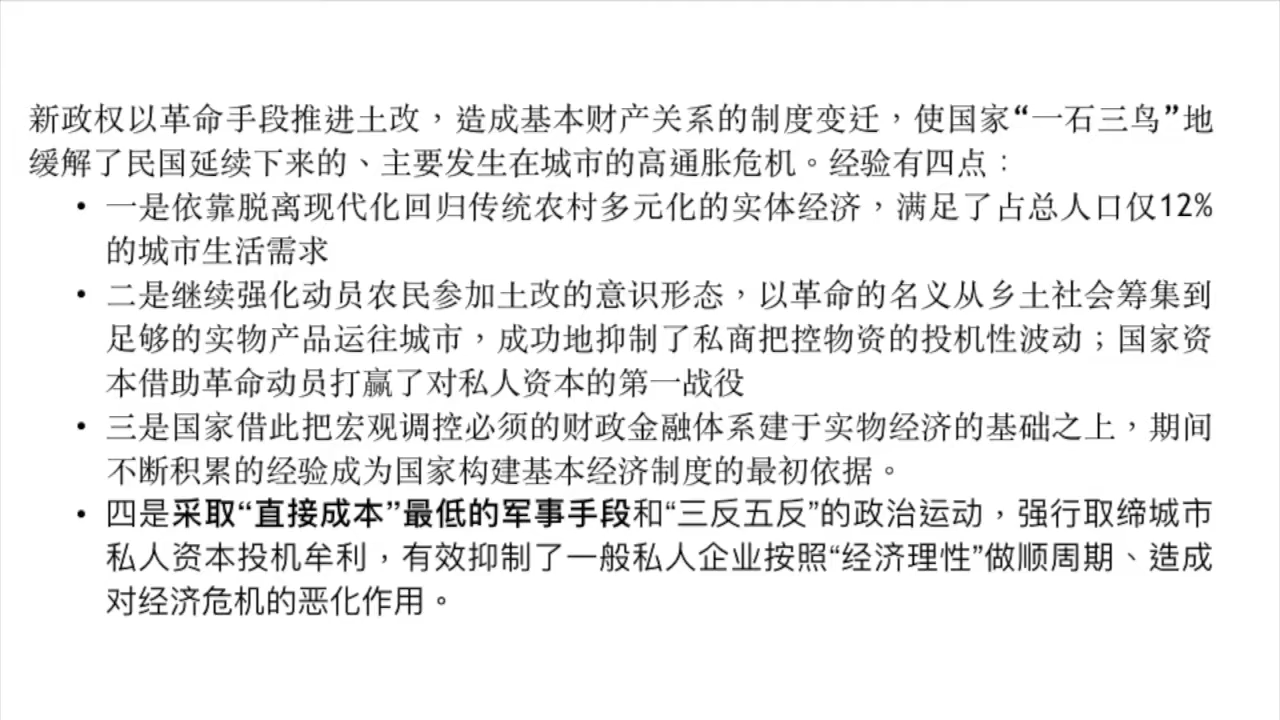 新政权以革命手段推进土改，造成基本财产关系的制度变迁，使国家“一石三鸟”地
缓解了民国延续下来的、主要发生在城市的高通胀危机。经验有四点：
• 一是依靠脱离现代化回归传统农村多元化的实体经济，满足了占总人口仅12%
的城市生活需求
• 二是继续强化动员农民参加土改的意识形态，以革命的名义从乡土社会筹集到
足够的实物产品运往城市，成功地抑制了私商把控物资的投机性波动；国家资
本借助革命动员打赢了对私人资本的第一战役
• 三是国家借此把宏观调控必须的财政金融体系建于实物经济的基础之上，期间
不断积累的经验成为国家构建基本经济制度的最初依据。
• 四是采取“直接成本”最低的军事手段和“三反五反”的政治运动，强行取缔城市
私人资本投机牟利，有效抑制了一般私人企业按照“经济理性”做顺周期、造成
对经济危机的恶化作用。